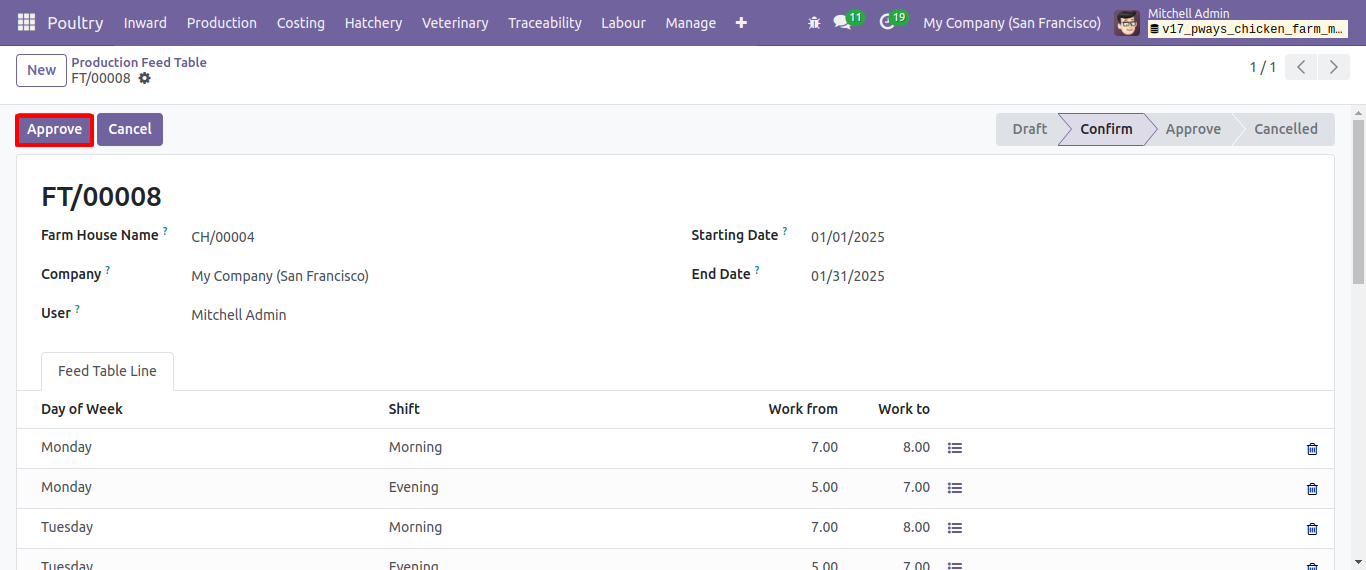 Poultry Inward Production Costing Hatchery Veterinary Traceability Labour Manage 11 19 My Company (San Francisco) Mitchell Admin
v17_pways_chicken_farm_m...
New Production Feed Table
FT/00008
1 / 1
Approve Cancel Draft Confirm Approve Cancelled
FT/00008
Farm House Name ? CH/00004 Starting Date ? 01/01/2025
Company ? My Company (San Francisco) End Date ? 01/31/2025
User ? Mitchell Admin
Feed Table Line
Day of Week Shift Work from Work to
Monday Morning 7.00 8.00
Monday Evening 5.00 7.00
Tuesday Morning 7.00 8.00
Tuesday Evening 5.00 7.00